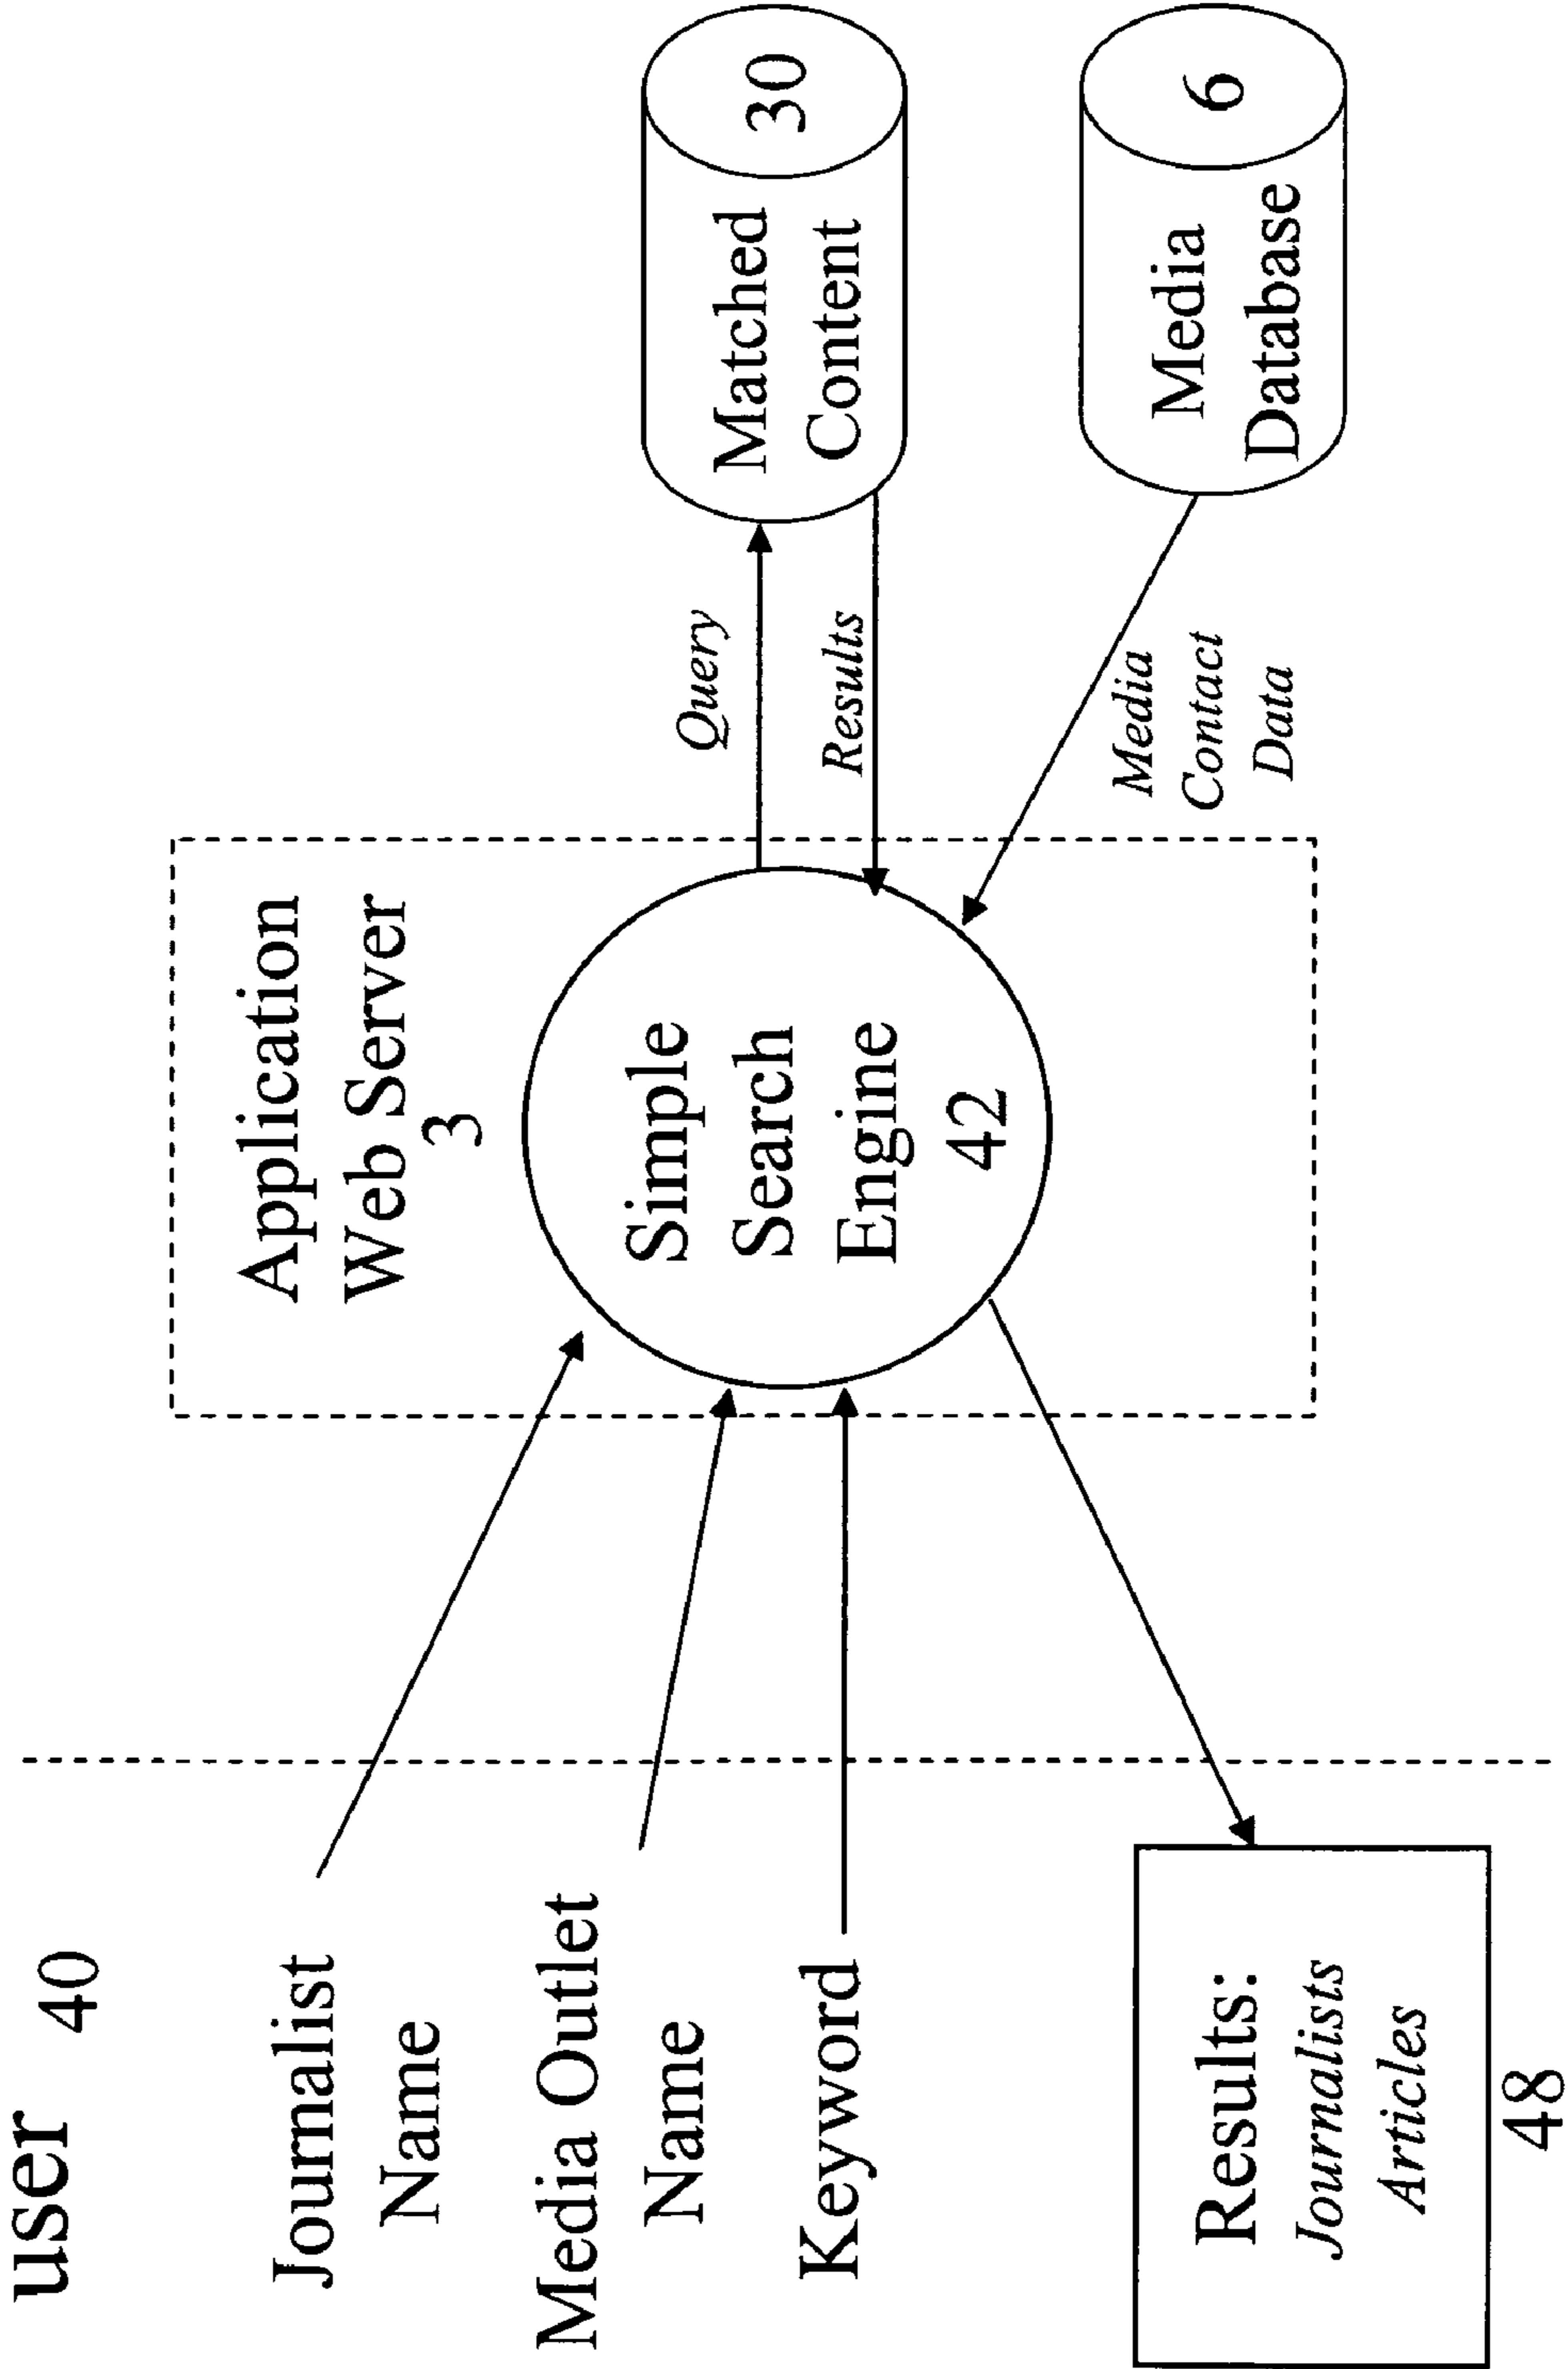 user 40
Journalist
Name
Media Outlet
Name
Keyword
Results:
Journalists
Articles
48
Application
Web Server
3
Simple
Search
Engine
42
Query
Results
Media
Contact
Data
Matched
Content
30
Media
Database
6